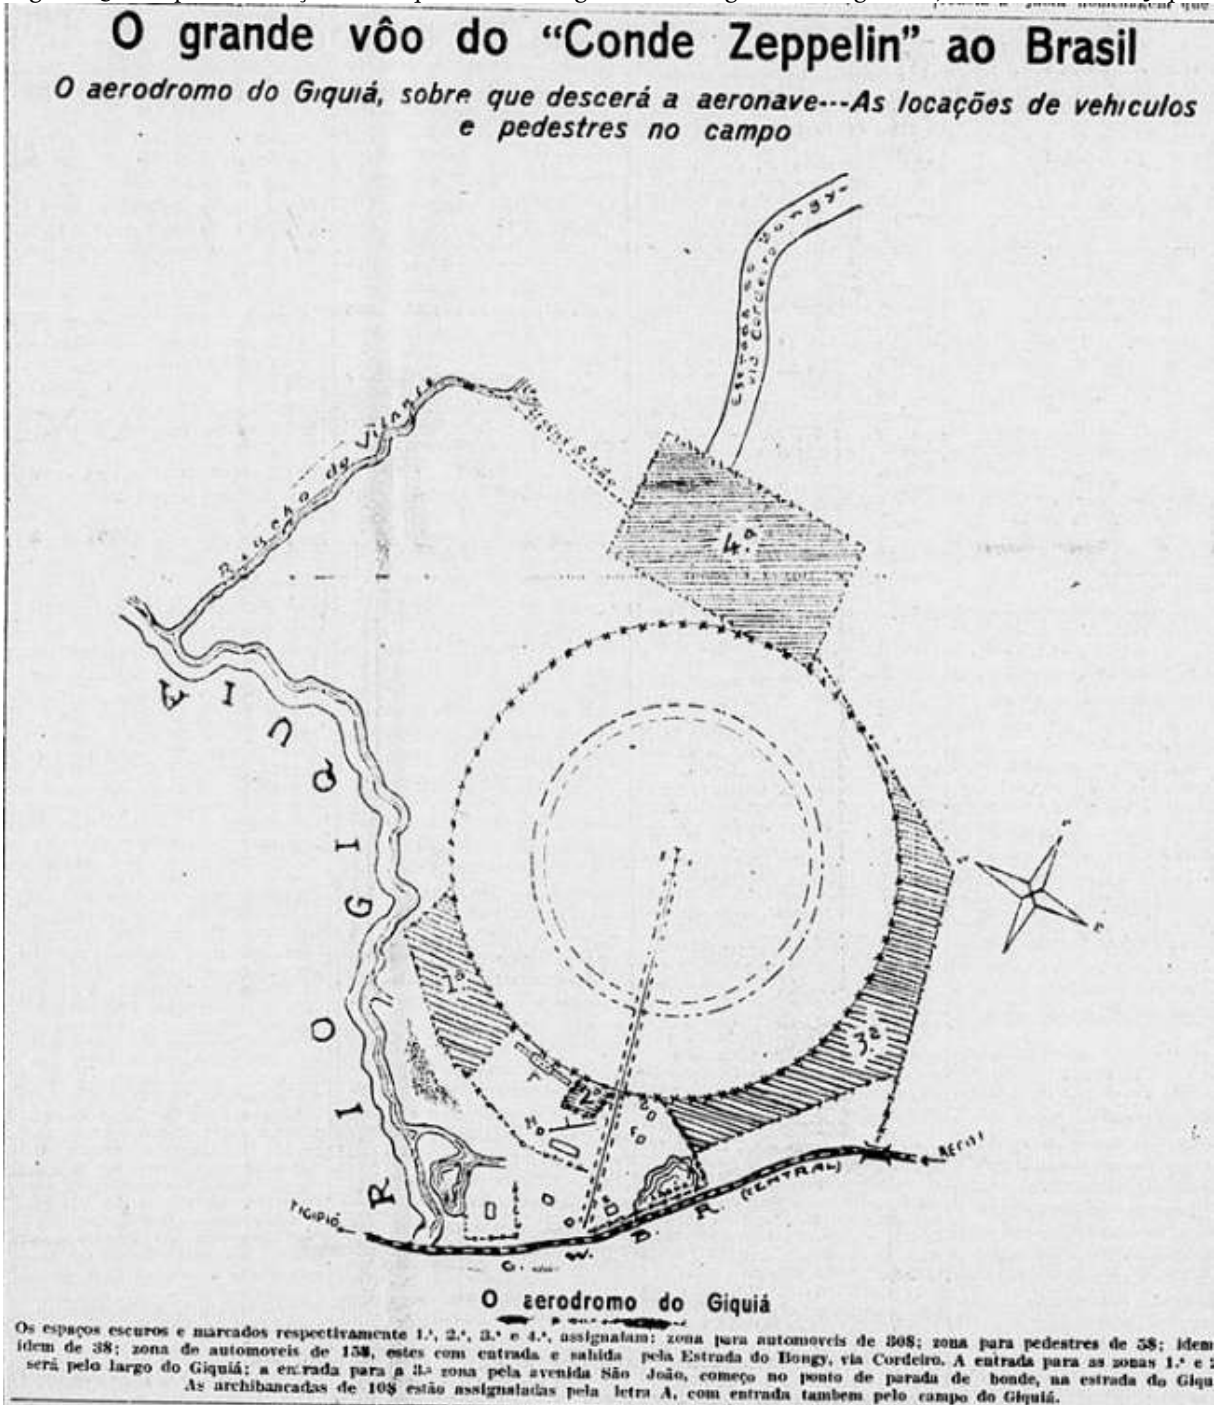 O grande vôo do "Conde Zeppelin" ao Brasil
O aerodromo do Giquiá, sobre que descerá a aeronave---As locações de vehiculos
e pedestres no campo
Estrada do Bongy-
via Cordeiro
Riacho do
4.ª
RIO GIQUIÁ
1.ª
2.ª
3.ª
TIGIPIÓ
G. W. B. R. (CENTRAL)
O aerodromo do Giquiá
Os espaços escuros e marcados respectivamente 1.ª, 2.ª, 3.ª e 4.ª, assignalam: zona para automoveis de 30$; zona para pedestres de 5$; idem
idem de 3$; zona de automoveis de 15$, estes com entrada e sahida pela Estrada do Bongy, via Cordeiro. A entrada para as zonas 1.ª e
será pelo largo do Giquiá; a entrada para a 3.ª zona pela avenida São João, começo no ponto de parada de bonde, na estrada do Giqu
As archibancadas de 10$ estão assignaladas pela letra A, com entrada tambem pelo campo do Giquiá.